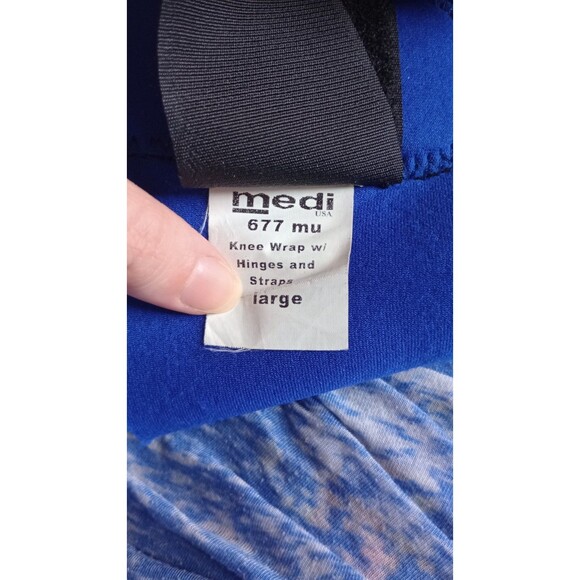 medi
USA
677 mu
Knee Wrap w/
Hinges and
Straps
large